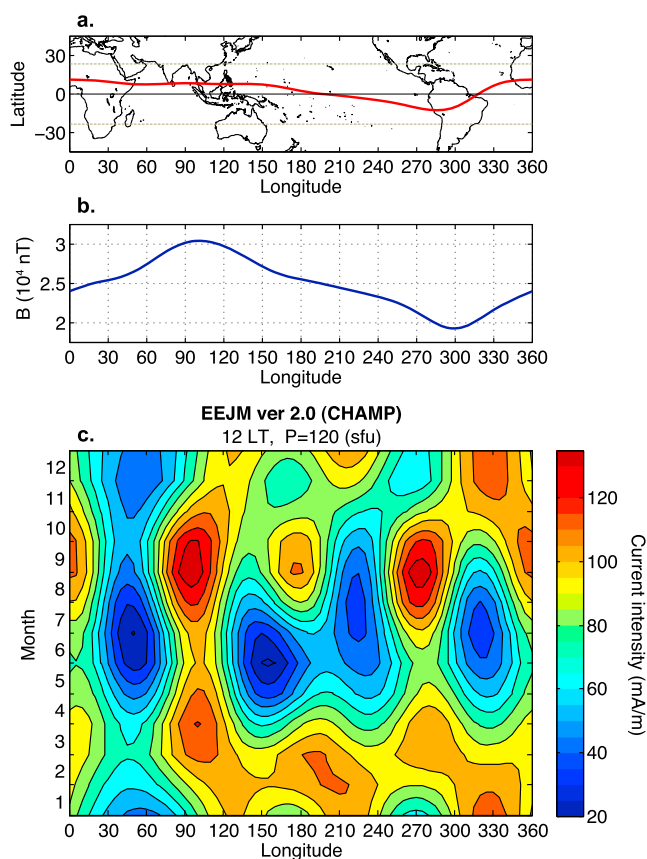 a.
30
0
−30
Latitude
0 30 60 90 120 150 180 210 240 270 300 330 360
Longitude
b.
3
2.5
2
B (10⁴ nT)
0 30 60 90 120 150 180 210 240 270 300 330 360
Longitude
EEJM ver 2.0 (CHAMP)
c.
12 LT, P=120 (sfu)
12
11
10
9
8
7
6
5
4
3
2
1
Month
0 30 60 90 120 150 180 210 240 270 300 330 360
Longitude
120
100
80
60
40
20
Current intensity (mA/m)